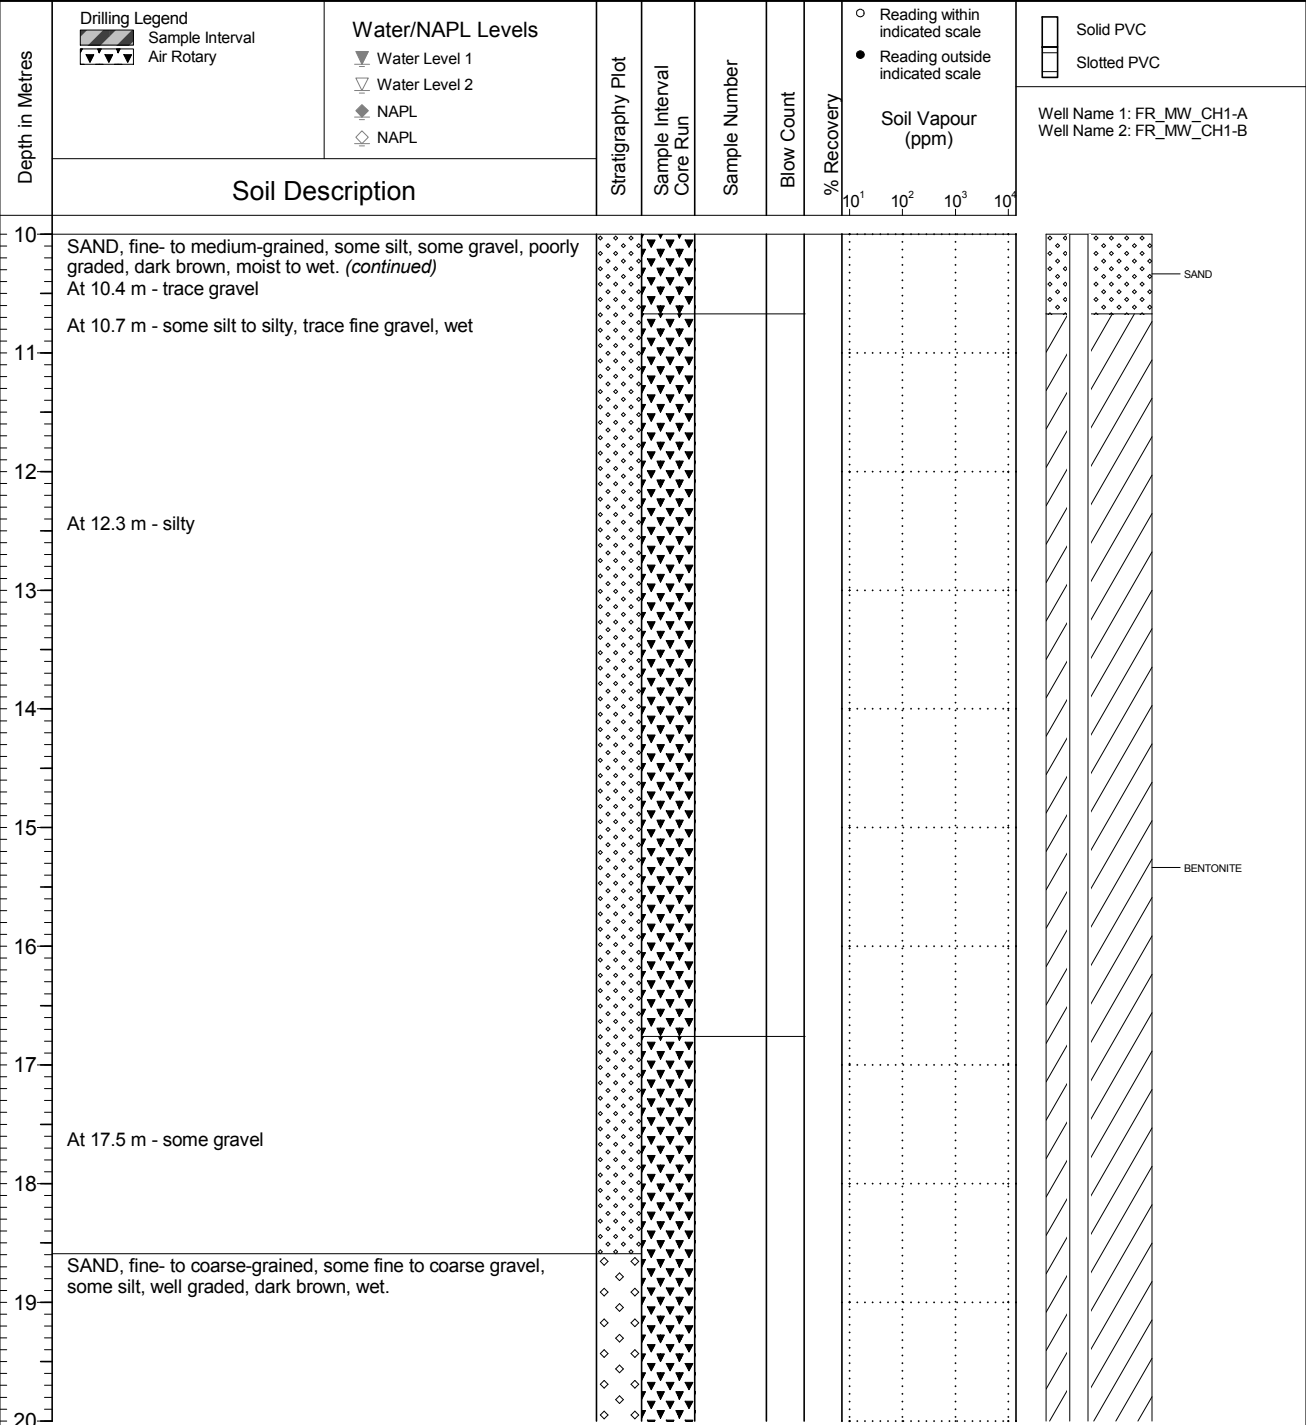 Depth in Metres
Drilling Legend
Sample Interval
Air Rotary
Water/NAPL Levels
Water Level 1
Water Level 2
NAPL
NAPL
Soil Description
Stratigraphy Plot
Sample Interval
Core Run
Sample Number
Blow Count
% Recovery
Reading within
indicated scale
Reading outside
indicated scale
Soil Vapour
(ppm)
10¹ 10² 10³ 10⁴
Solid PVC
Slotted PVC
Well Name 1: FR_MW_CH1-A
Well Name 2: FR_MW_CH1-B
10
SAND, fine- to medium-grained, some silt, some gravel, poorly
graded, dark brown, moist to wet. (continued)
At 10.4 m - trace gravel
SAND
At 10.7 m - some silt to silty, trace fine gravel, wet
11
12
At 12.3 m - silty
13
14
15
BENTONITE
16
17
At 17.5 m - some gravel
18
SAND, fine- to coarse-grained, some fine to coarse gravel,
some silt, well graded, dark brown, wet.
19
20